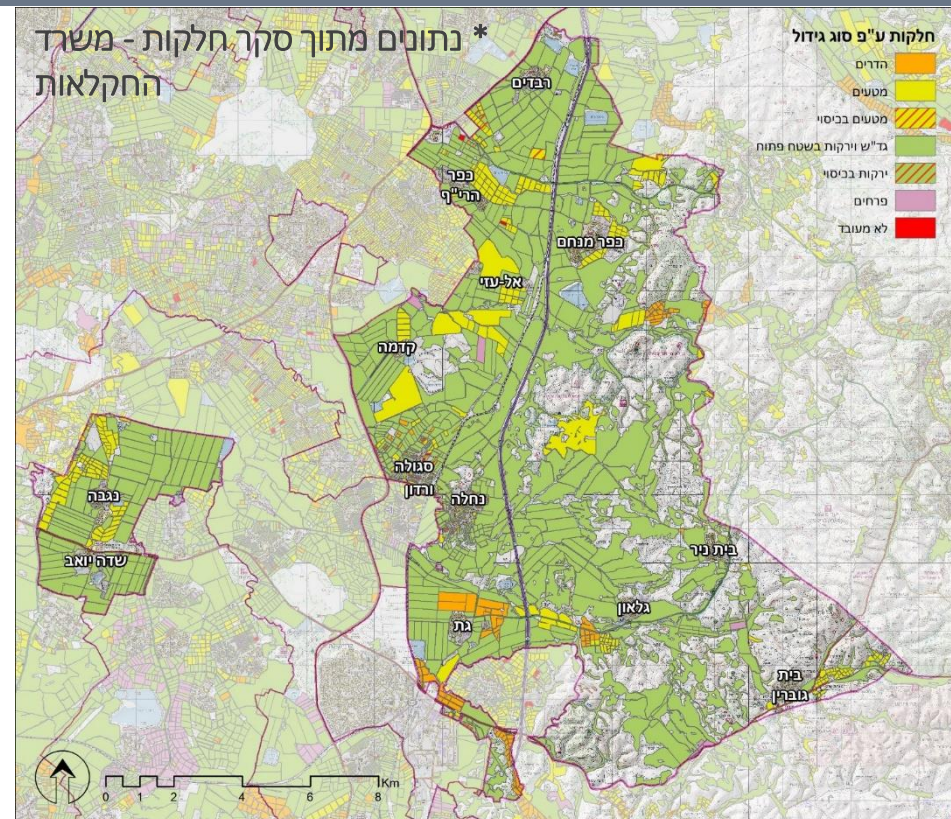 * נתונים מתוך סקר חלקות - משרד
החקלאות
חלקות ע"פ סוג גידול
הדרים
מטעים
מטעים בכיסוי
גד"ש וירקות בשטח פתוח
ירקות בכיסוי
פרחים
לא מעובד
רבדים
כפר
הרי"ף
כפר מנחם
אל-עזי
קדמה
סגולה
ורדון
נחלה
נגבה
שדה יואב
בית ניר
גלאון
גת
בית
גוברין
0 1 2 4 6 8 Km